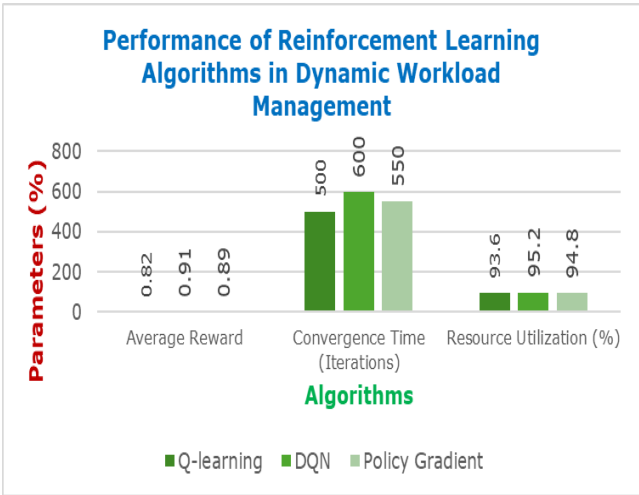 Performance of Reinforcement Learning
Algorithms in Dynamic Workload
Management
Parameters (%)
800
600
400
200
0
0.82
0.91
0.89
500
600
550
93.6
95.2
94.8
Average Reward
Convergence Time
(Iterations)
Resource Utilization (%)
Algorithms
Q-learning
DQN
Policy Gradient